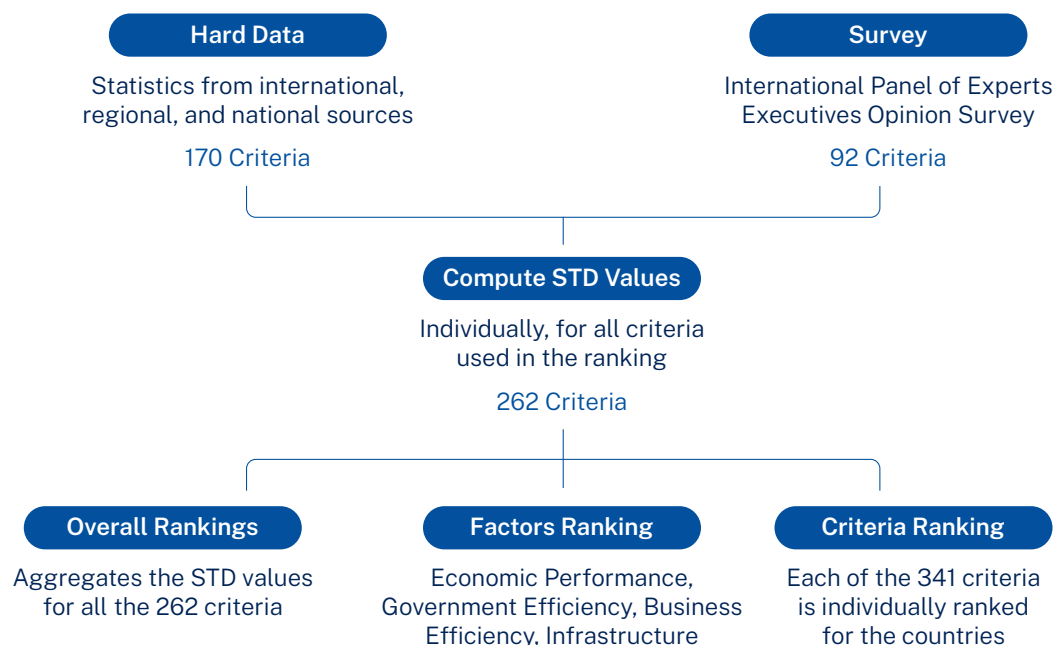 Hard Data
Statistics from international,
regional, and national sources
170 Criteria
Survey
International Panel of Experts
Executives Opinion Survey
92 Criteria
Compute STD Values
Individually, for all criteria
used in the ranking
262 Criteria
Overall Rankings
Aggregates the STD values
for all the 262 criteria
Factors Ranking
Economic Performance,
Government Efficiency, Business
Efficiency, Infrastructure
Criteria Ranking
Each of the 341 criteria
is individually ranked
for the countries